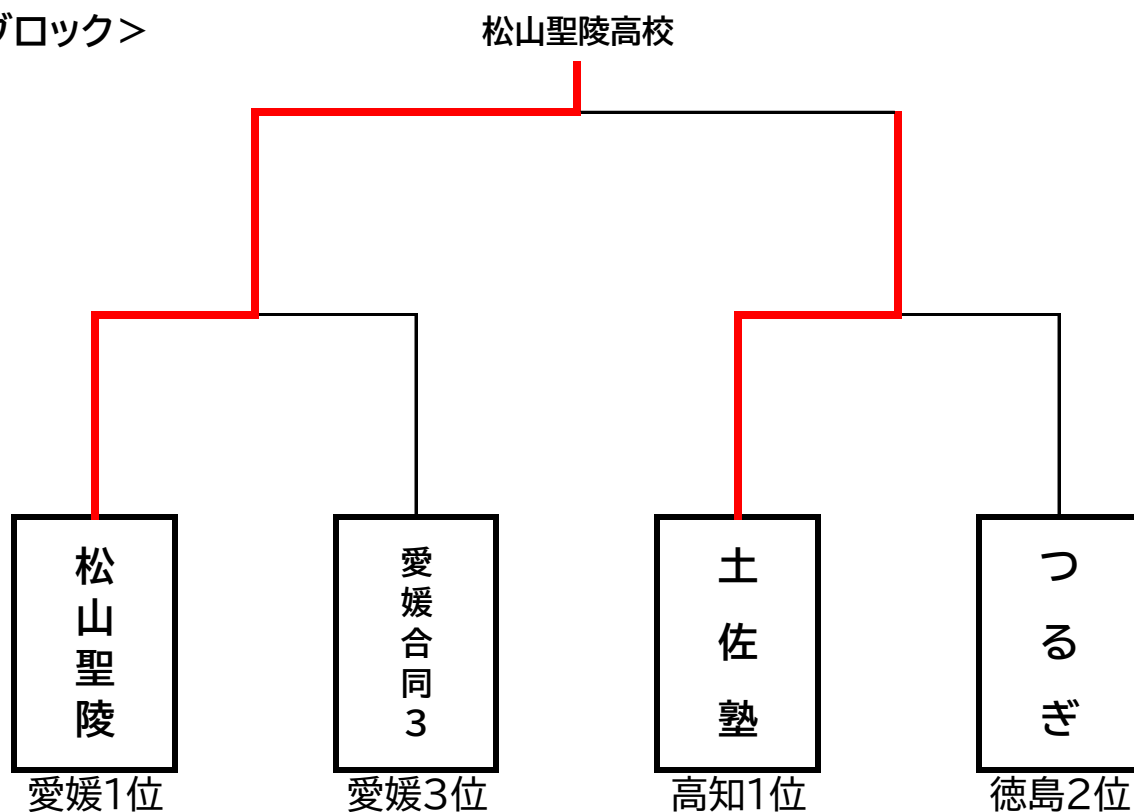 ブロック＞
松山聖陵高校
松山聖陵
愛媛合同3
土佐塾
つるぎ
愛媛1位
愛媛3位
高知1位
徳島2位